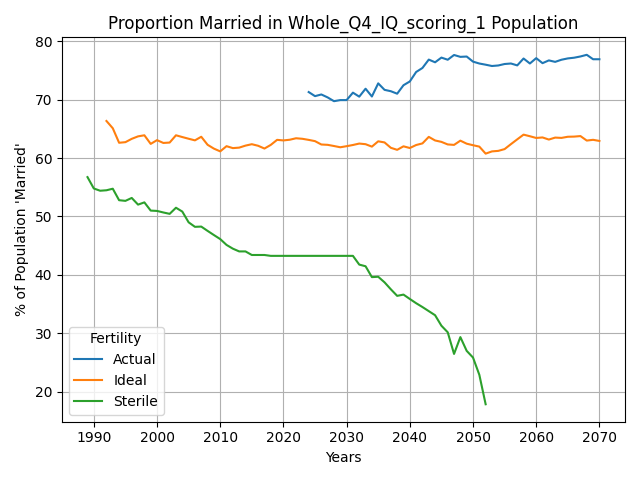 Proportion Married in Whole_Q4_IQ_scoring_1 Population
% of Population 'Married'
80
70
60
50
40
30
20
Fertility
Actual
Ideal
Sterile
1990 2000 2010 2020 2030 2040 2050 2060 2070
Years